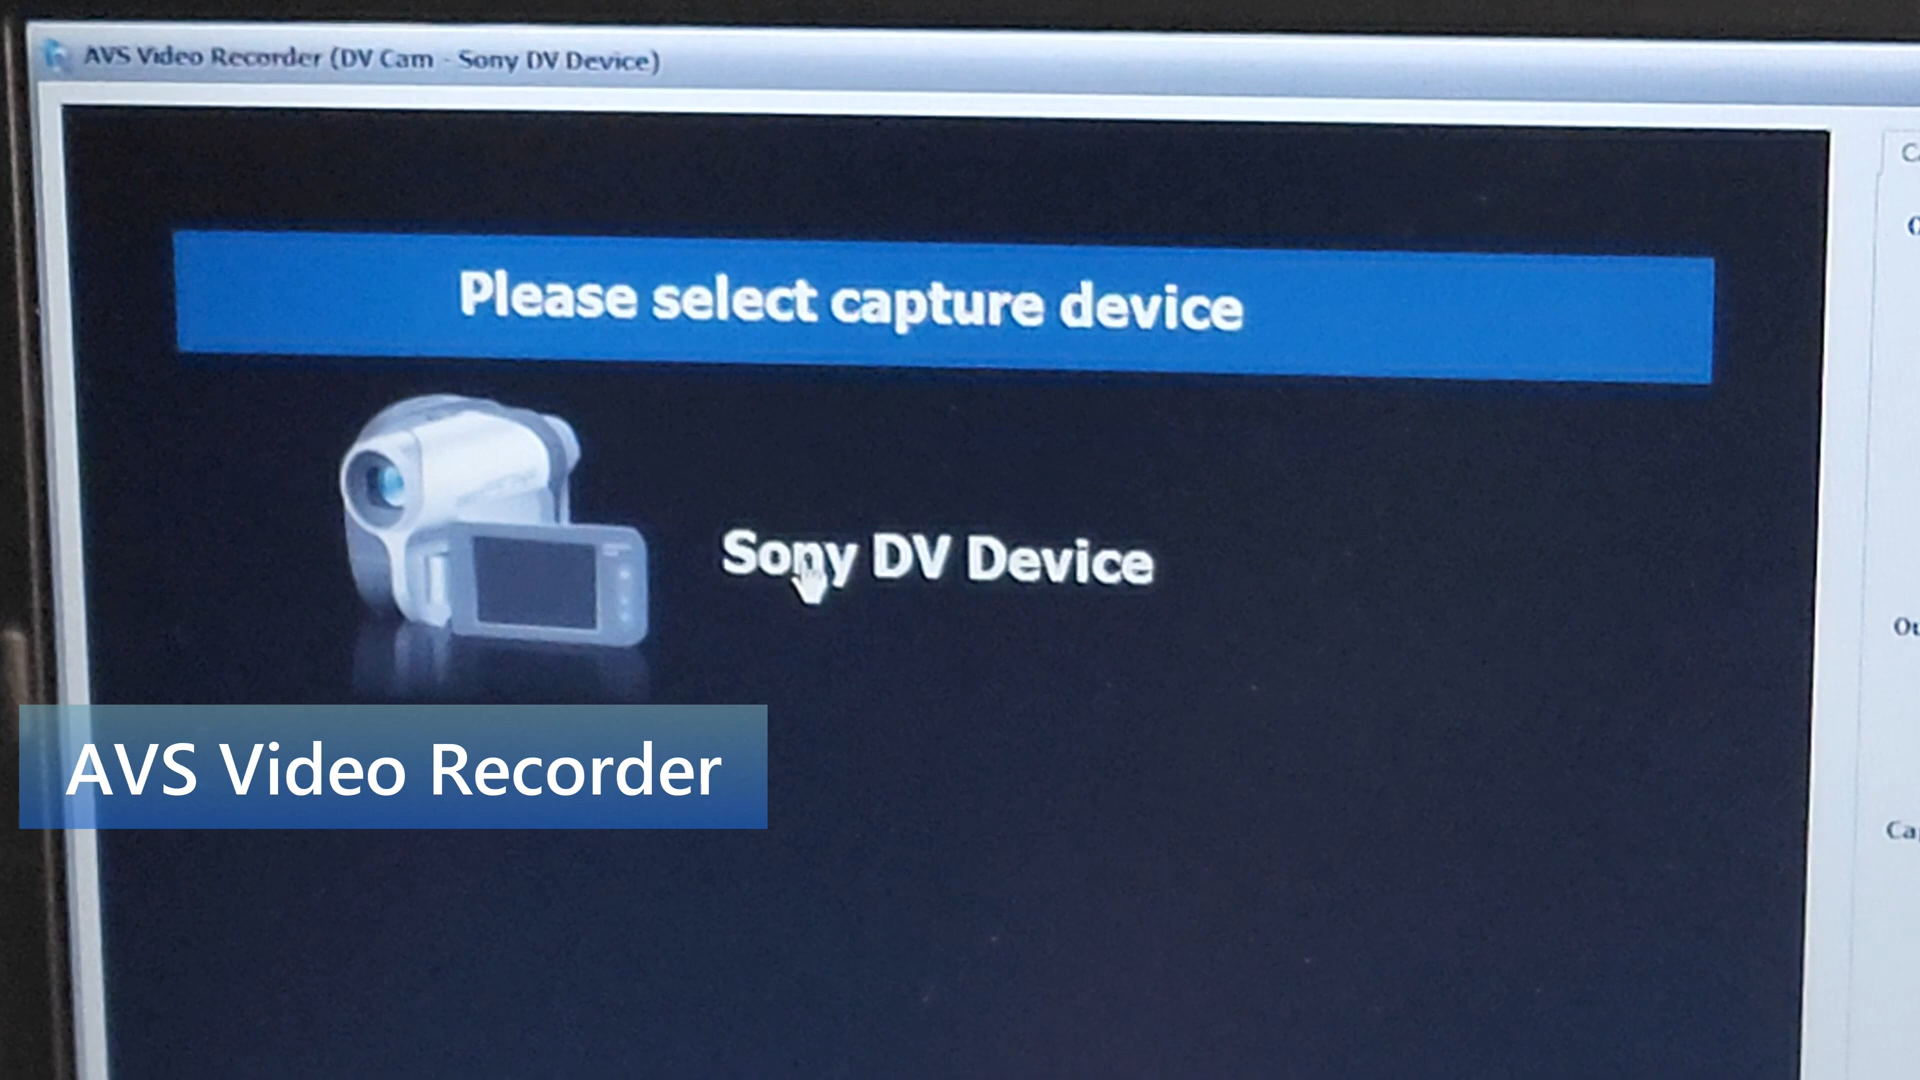 AVS Video Recorder (DV Cam - Sony DV Device)
Please select capture device
Sony DV Device
AVS Video Recorder